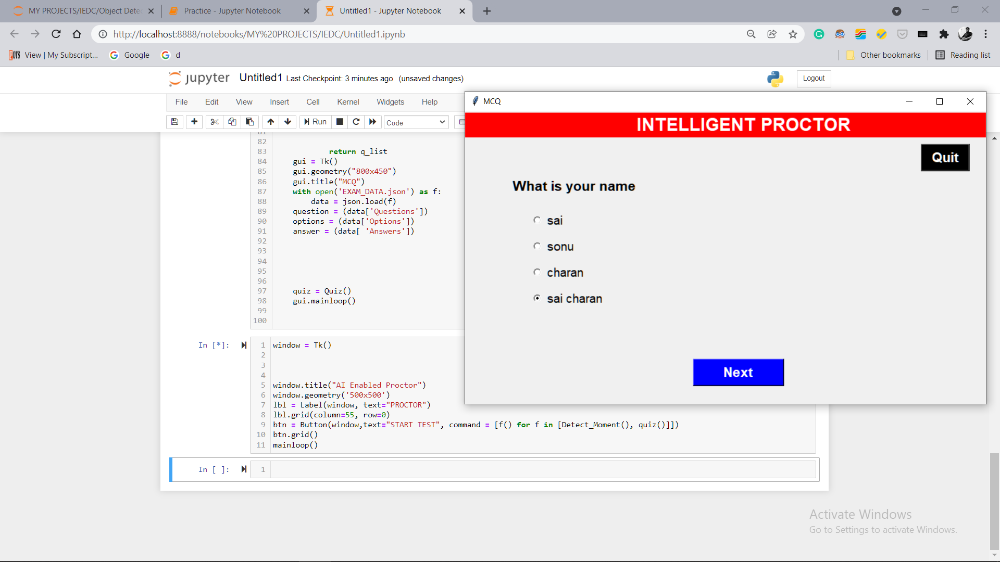 MY PROJECTS/IEDC/Object Detec
Practice - Jupyter Notebook
Untitled1 - Jupyter Notebook
http://localhost:8888/notebooks/MY%20PROJECTS/IEDC/Untitled1.ipynb
View | My Subscript...
Google
d
Other bookmarks
Reading list
jupyter Untitled1 Last Checkpoint: 3 minutes ago (unsaved changes)
Logout
File Edit View Insert Cell Kernel Widgets Help
Run
Code
81
82
83 return q_list
84 gui = Tk()
85 gui.geometry("800x450")
86 gui.title("MCQ")
87 with open('EXAM_DATA.json') as f:
88 data = json.load(f)
89 question = (data['Questions'])
90 options = (data['Options'])
91 answer = (data[ 'Answers'])
92
93
94
95
96
97 quiz = Quiz()
98 gui.mainloop()
99
100
In [*]:
1 window = Tk()
2
3
4
5 window.title("AI Enabled Proctor")
6 window.geometry('500x500')
7 lbl = Label(window, text="PROCTOR")
8 lbl.grid(column=55, row=0)
9 btn = Button(window,text="START TEST", command = [f() for f in [Detect_Moment(), quiz()]])
10 btn.grid()
11 mainloop()
In [ ]:
1
MCQ
INTELLIGENT PROCTOR
Quit
What is your name
sai
sonu
charan
sai charan
Next
Activate Windows
Go to Settings to activate Windows.